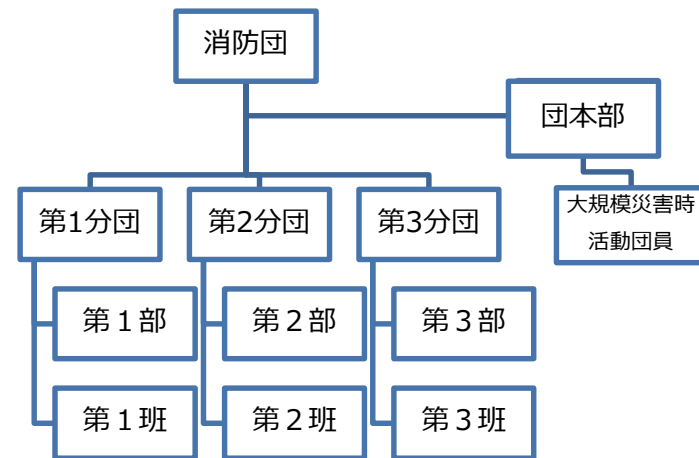 消防団
団本部
大規模災害時
活動団員
第1分団
第2分団
第3分団
第１部
第２部
第３部
第１班
第２班
第３班